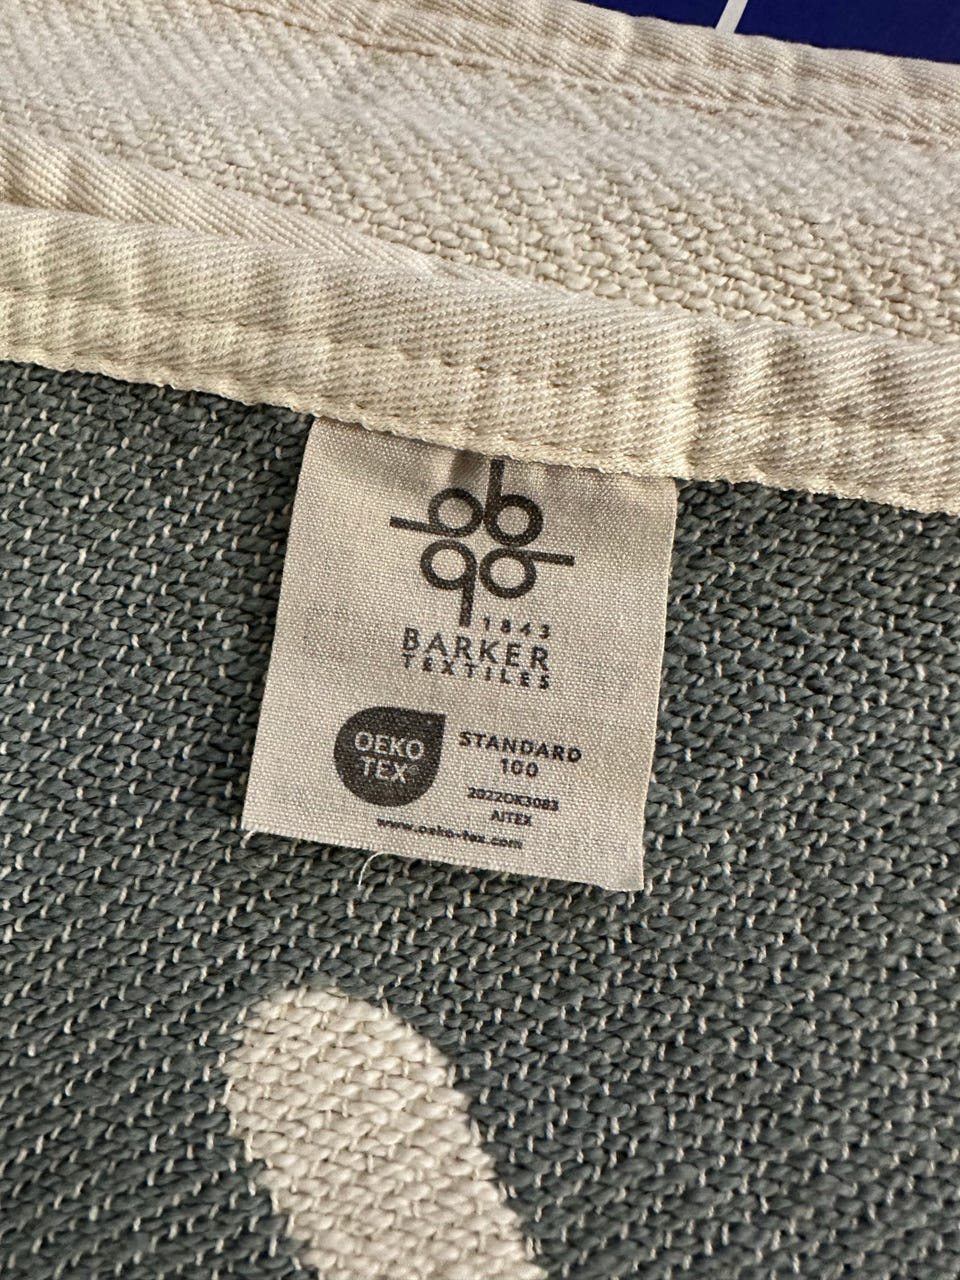 1843
BARKER
TEXTILES
OEKO
TEX®
STANDARD
100
2022OK3083
AITEX
www.oeko-tex.com